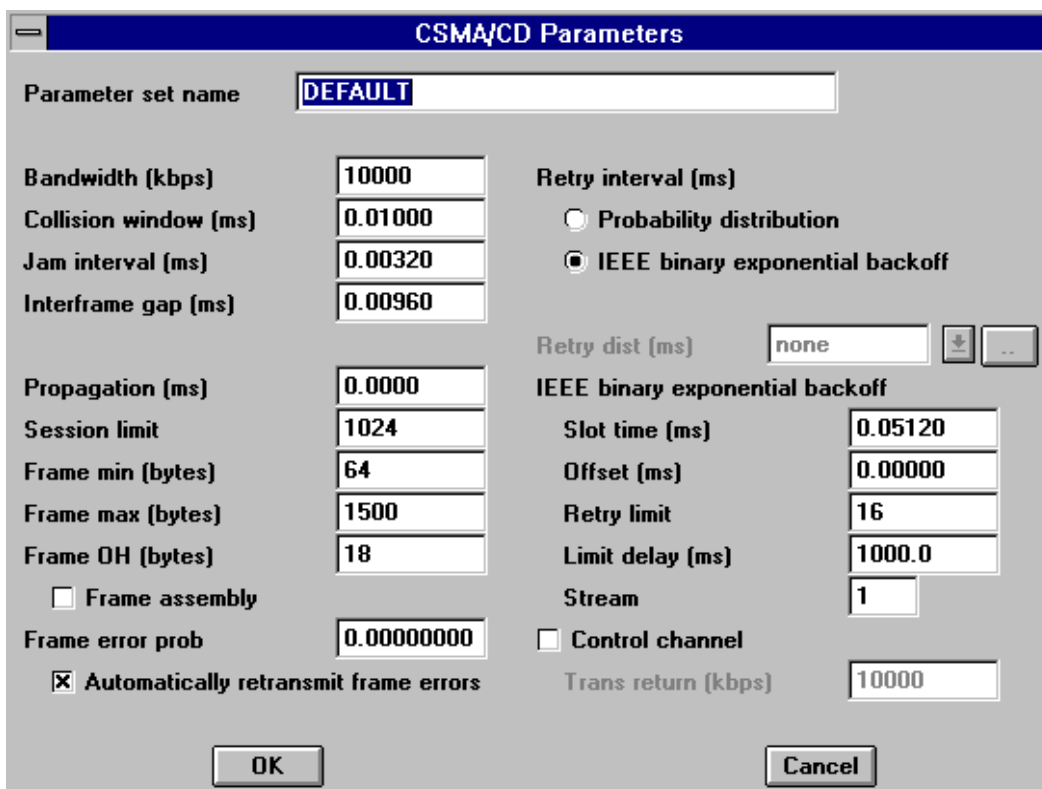 CSMA/CD Parameters
Parameter set name DEFAULT
Bandwidth (kbps) 10000
Collision window (ms) 0.01000
Jam interval (ms) 0.00320
Interframe gap (ms) 0.00960
Propagation (ms) 0.0000
Session limit 1024
Frame min (bytes) 64
Frame max (bytes) 1500
Frame OH (bytes) 18
Frame assembly
Frame error prob 0.00000000
Automatically retransmit frame errors
Retry interval (ms)
Probability distribution
IEEE binary exponential backoff
Retry dist (ms) none ..
IEEE binary exponential backoff
Slot time (ms) 0.05120
Offset (ms) 0.00000
Retry limit 16
Limit delay (ms) 1000.0
Stream 1
Control channel
Trans return (kbps) 10000
OK Cancel